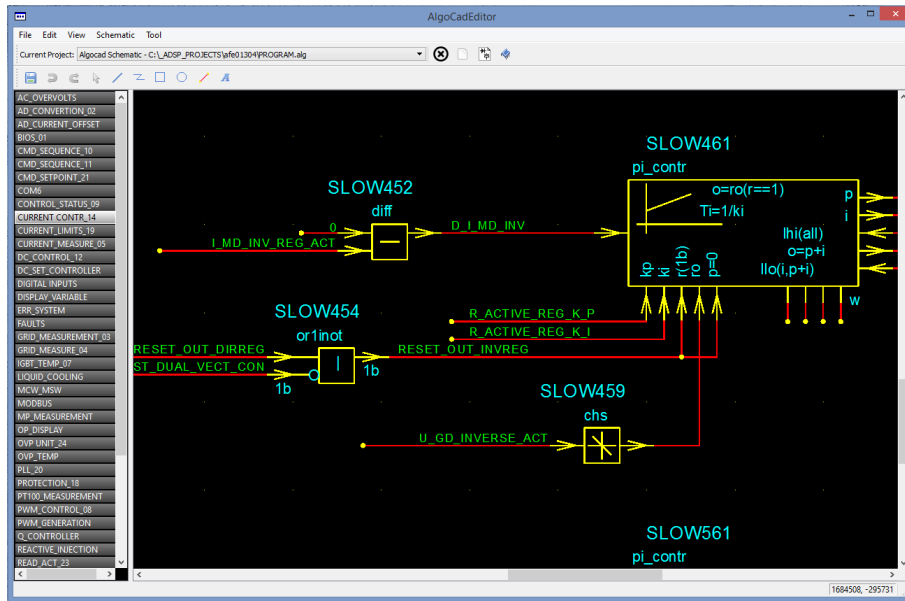 AlgoCadEditor
File Edit View Schematic Tool
Current Project: Algocad Schematic - C:\_ADSP_PROJECTS\afe01304\PROGRAM.alg
A
AC_OVERVOLTS
AD_CONVERTION_02
AD_CURRENT_OFFSET
BIOS_01
CMD_SEQUENCE_10
CMD_SEQUENCE_11
CMD_SETPOINT_21
COM6
CONTROL_STATUS_09
CURRENT CONTR_14
CURRENT_LIMITS_19
CURRENT_MEASURE_05
DC_CONTROL_12
DC_SET_CONTROLLER
DIGITAL INPUTS
DISPLAY_VARIABLE
ERR_SYSTEM
FAULTS
GRID_MEASUREMENT_03
GRID_MEASURE_04
IGBT_TEMP_07
LIQUID_COOLING
MCW_MSW
MODBUS
MP_MEASUREMENT
OP_DISPLAY
OVP UNIT_24
OVP_TEMP
PLL_20
PROTECTION_18
PT100_MEASUREMENT
PWM_CONTROL_08
PWM_GENERATION
Q_CONTROLLER
REACTIVE_INJECTION
READ_ACT_23
SLOW452
diff
0
I_MD_INV_REG_ACT
D_I_MD_INV
SLOW461
pi_contr
o=ro(r==1)
Ti=1/ki
p
i
lhi(all)
o=p+i
llo(i,p+i)
kp
ki
r(1b)
ro
p=0
w
SLOW454
or1inot
RESET_OUT_DIRREG
ST_DUAL_VECT_CON
1b
1b
R_ACTIVE_REG_K_P
R_ACTIVE_REG_K_I
RESET_OUT_INVREG
SLOW459
chs
U_GD_INVERSE_ACT
SLOW561
pi_contr
1684508, -295731